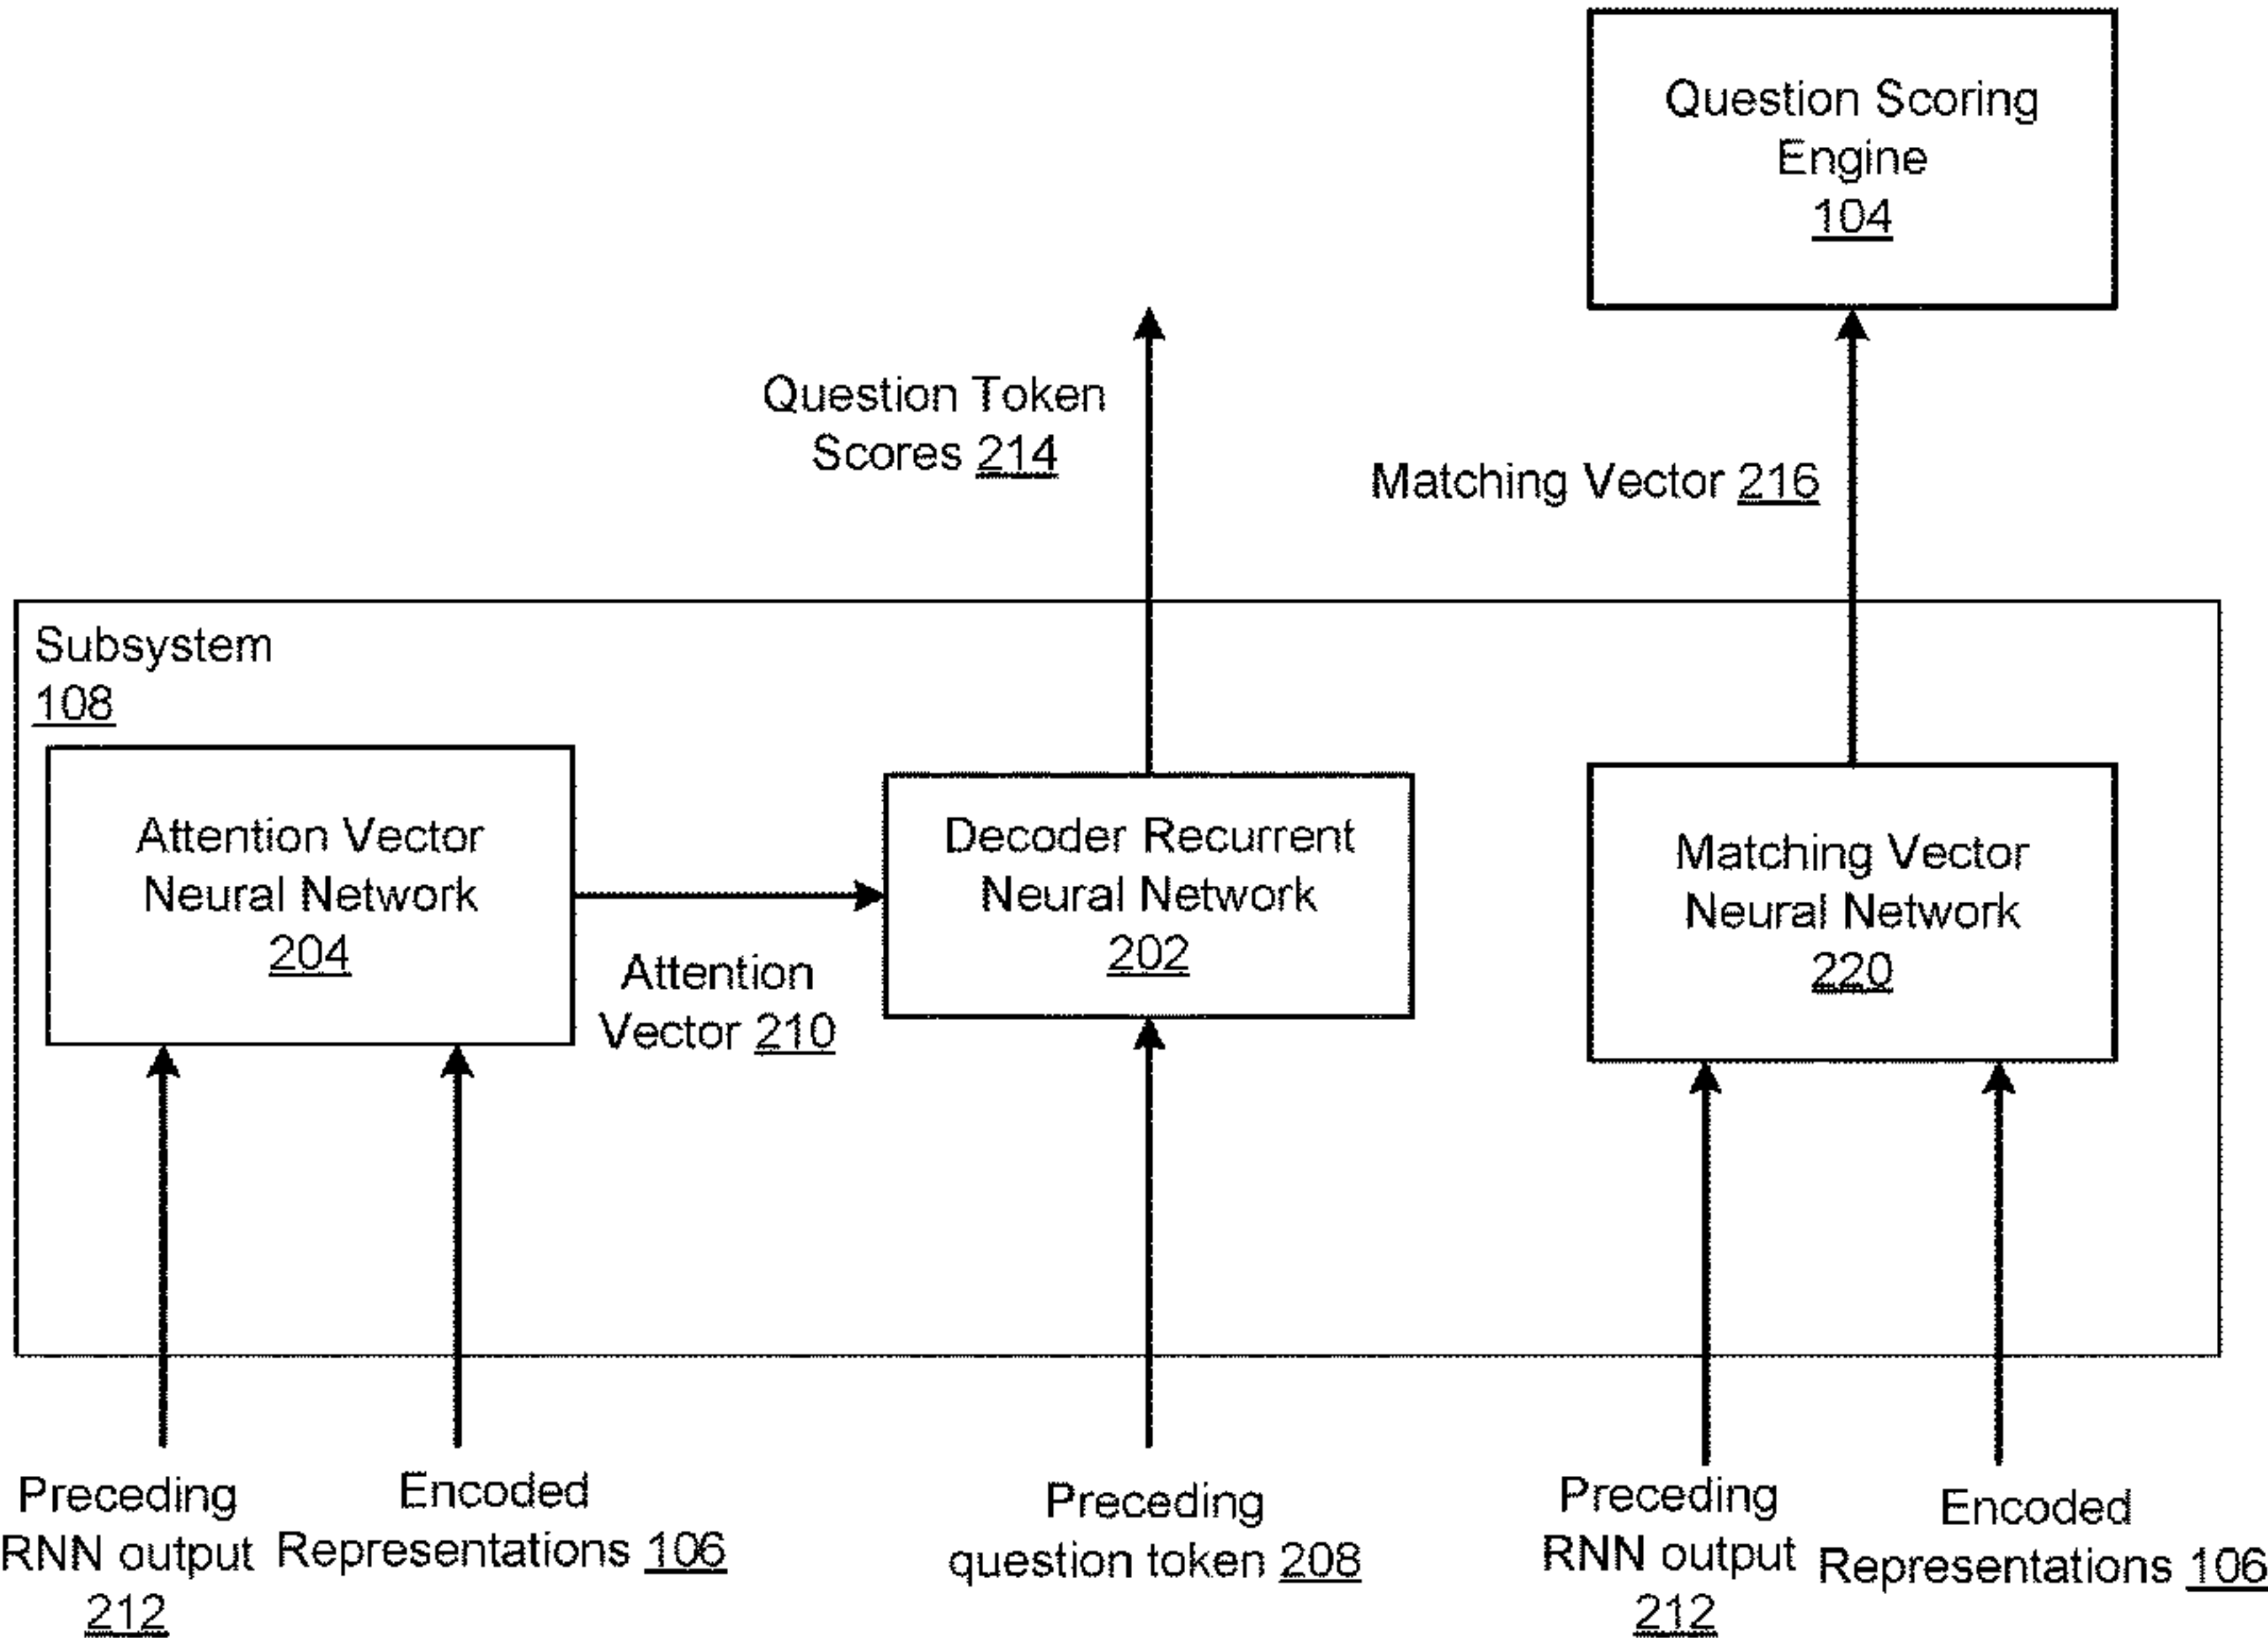 Question Scoring
Engine
104
Question Token
Scores 214
Matching Vector 216
Subsystem
108
Attention Vector
Neural Network
204
Attention
Vector 210
Decoder Recurrent
Neural Network
202
Matching Vector
Neural Network
220
Preceding
RNN output
212
Encoded
Representations 106
Preceding
question token 208
Preceding
RNN output
212
Encoded
Representations 106